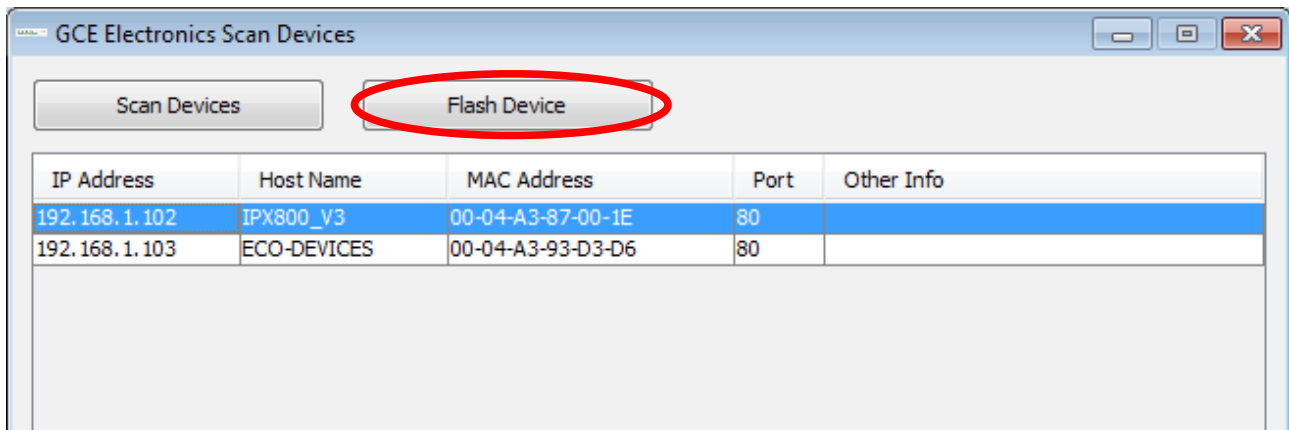 GCE Electronics Scan Devices
Scan Devices Flash Device
IP Address Host Name MAC Address Port Other Info
192.168.1.102 IPX800_V3 00-04-A3-87-00-1E 80
192.168.1.103 ECO-DEVICES 00-04-A3-93-D3-D6 80